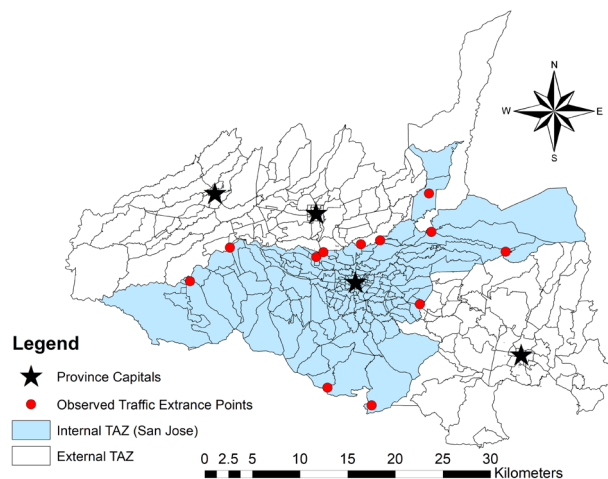 N
W E
S
Legend
Province Capitals
Observed Traffic Entrance Points
Internal TAZ (San Jose)
External TAZ
0 2.5 5 10 15 20 25 30
Kilometers